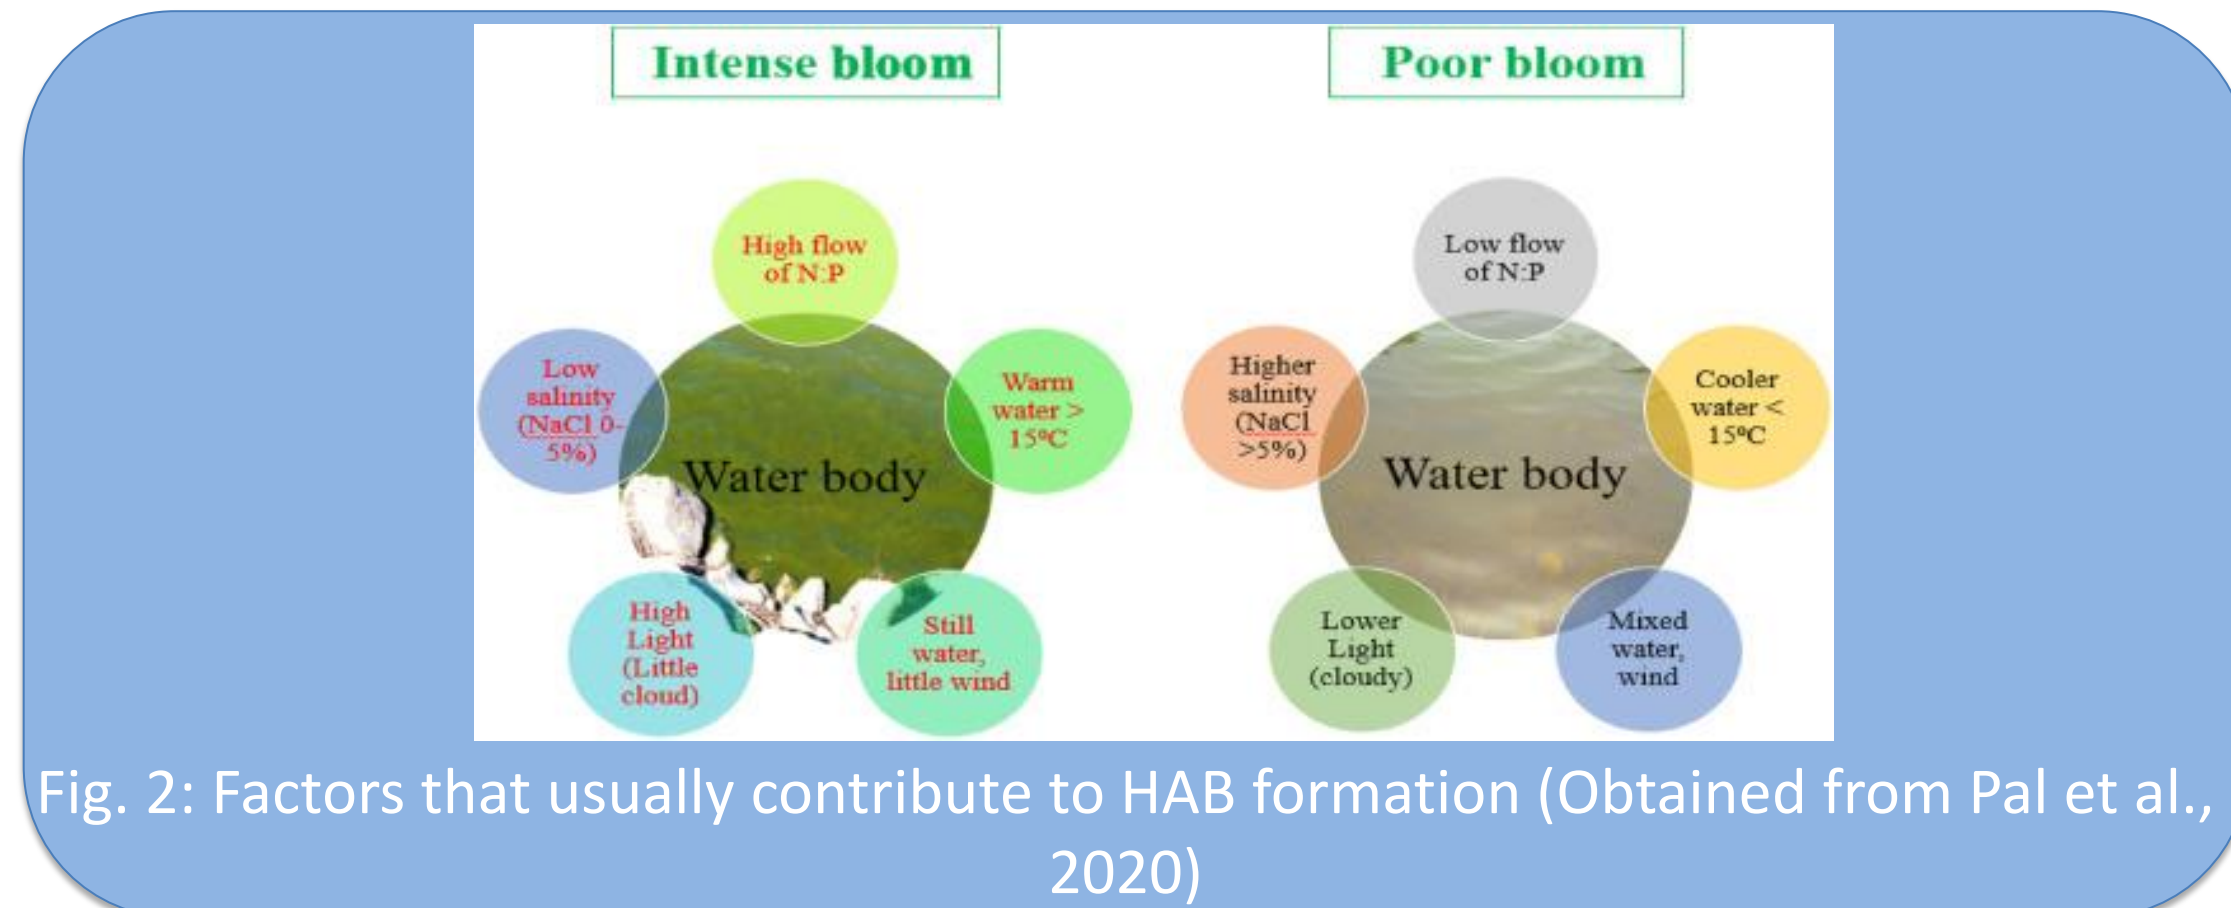 Intense bloom
High flow
of N:P
Low
salinity
(NaCl 0-
5%)
Warm
water >
15ºC
Water body
High
Light
(Little
cloud)
Still
water,
little wind
Poor bloom
Low flow
of N:P
Higher
salinity
(NaCl
>5%)
Cooler
water <
15ºC
Water body
Lower
Light
(cloudy)
Mixed
water,
wind
Fig. 2: Factors that usually contribute to HAB formation (Obtained from Pal et al.,
2020)